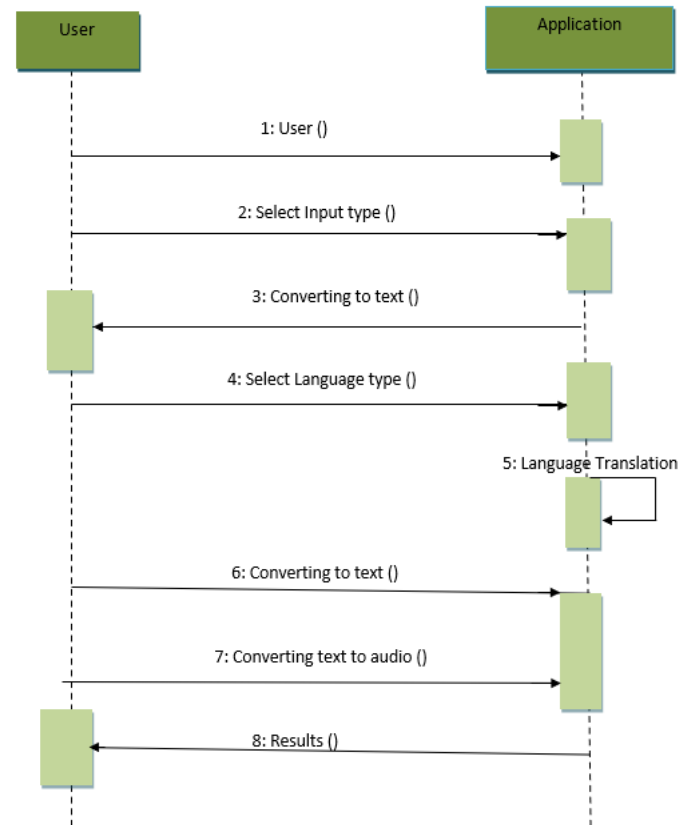 User
Application
1: User ()
2: Select Input type ()
3: Converting to text ()
4: Select Language type ()
5: Language Translation
6: Converting to text ()
7: Converting text to audio ()
8: Results ()